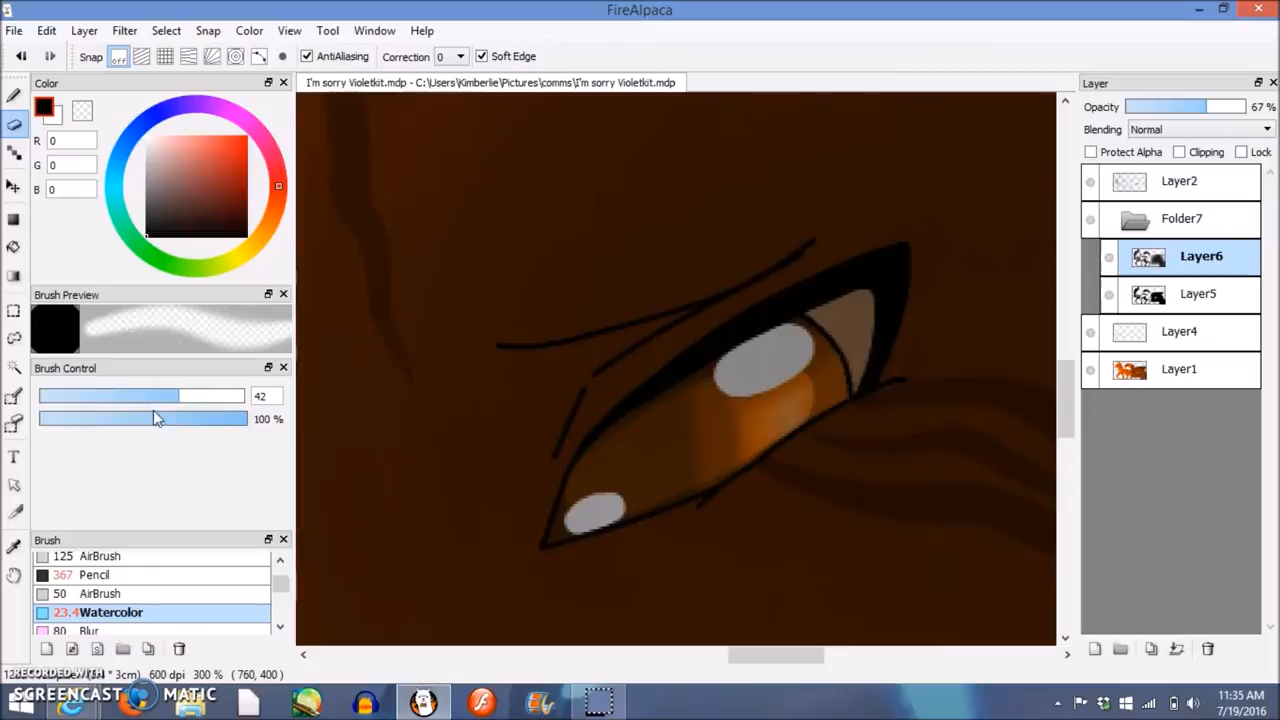 FireAlpaca
File Edit Layer Filter Select Snap Color View Tool Window Help
Snap off AntiAliasing Correction 0 Soft Edge
Color
I'm sorry Violetkit.mdp - C:\Users\Kimberlie\Pictures\comms\I'm sorry Violetkit.mdp
Layer
Opacity 67 %
R 0
Blending Normal
G 0
Protect Alpha Clipping Lock
B 0
Layer2
Folder7
Layer6
Brush Preview
Layer5
Layer4
Brush Control
Layer1
42
100 %
Brush
125 AirBrush
367 Pencil
50 AirBrush
23.4 Watercolor
80 Blur
RECORDED WITH
* 3cm) 600 dpi 300 % (760, 400)
SCREENCAST MATIC
11:35 AM
7/19/2016